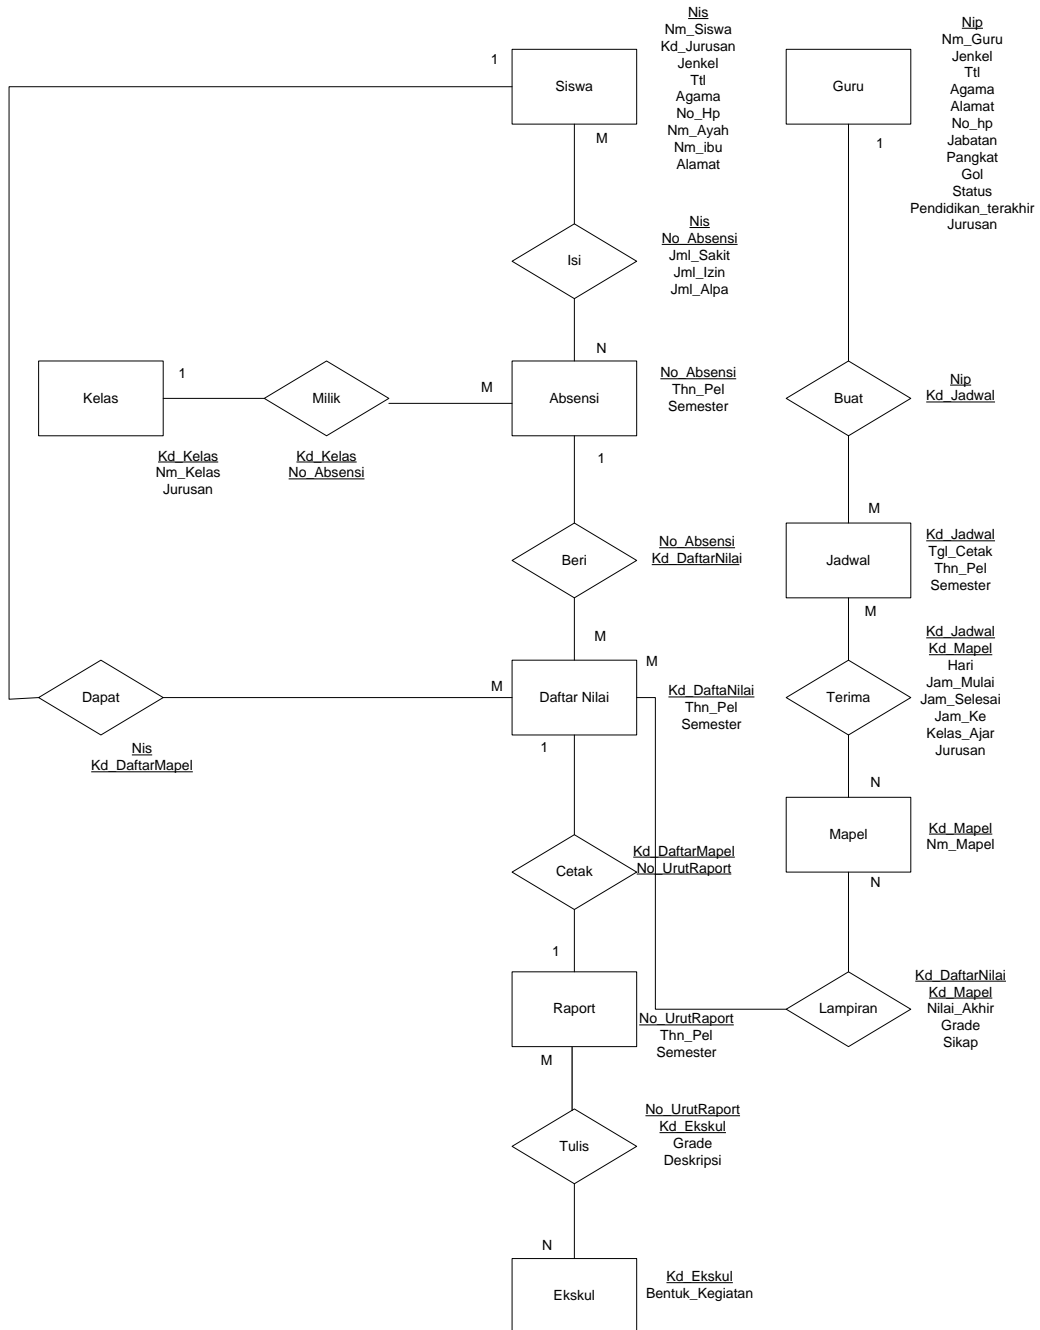 Nis
Nm_Siswa
Kd_Jurusan
Jenkel
Ttl
Agama
No_Hp
Nm_Ayah
Nm_ibu
Alamat
1
Siswa
M
Nip
Nm_Guru
Jenkel
Ttl
Agama
Alamat
No_hp
Jabatan
Pangkat
Gol
Status
Pendidikan_terakhir
Jurusan
Guru
1
Isi
Nis
No_Absensi
Jml_Sakit
Jml_Izin
Jml_Alpa
N
Kelas
1
Milik
M
Absensi
No_Absensi
Thn_Pel
Semester
Kd_Kelas
Nm_Kelas
Jurusan
Kd_Kelas
No_Absensi
1
Buat
Nip
Kd_Jadwal
M
Beri
No_Absensi
Kd_DaftarNilai
M
Jadwal
Kd_Jadwal
Tgl_Cetak
Thn_Pel
Semester
M
Dapat
M
Daftar Nilai
M
Kd_DaftaNilai
Thn_Pel
Semester
Nis
Kd_DaftarMapel
1
Terima
Kd_Jadwal
Kd_Mapel
Hari
Jam_Mulai
Jam_Selesai
Jam_Ke
Kelas_Ajar
Jurusan
N
Mapel
Kd_Mapel
Nm_Mapel
N
Cetak
Kd_DaftarMapel
No_UrutRaport
1
Raport
No_UrutRaport
Thn_Pel
Semester
M
Lampiran
Kd_DaftarNilai
Kd_Mapel
Nilai_Akhir
Grade
Sikap
Tulis
No_UrutRaport
Kd_Ekskul
Grade
Deskripsi
N
Ekskul
Kd_Ekskul
Bentuk_Kegiatan